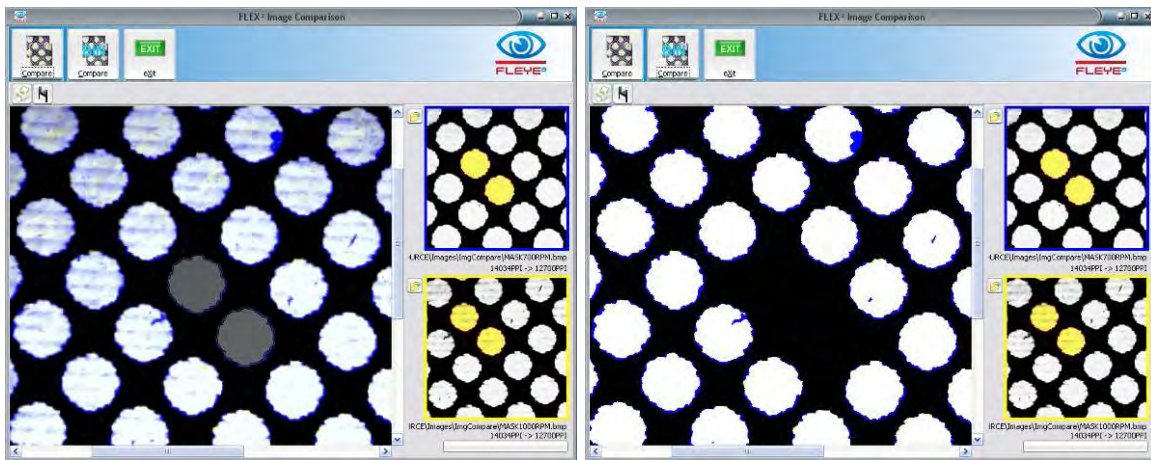 FLEX² Image Comparison
Compare
Compare
eXit
EXIT
FLEYE²
URCE\Images\ImgCompare\MASK700RPM.bmp
14034PPI -> 12700PPI
IRCE\Images\ImgCompare\MASK1000RPM.bmp
14034PPI -> 12700PPI
FLEX² Image Comparison
Compare
Compare
eXit
EXIT
FLEYE²
URCE\Images\ImgCompare\MASK700RPM.bmp
14034PPI -> 12700PPI
IRCE\Images\ImgCompare\MASK1000RPM.bmp
14034PPI -> 12700PPI